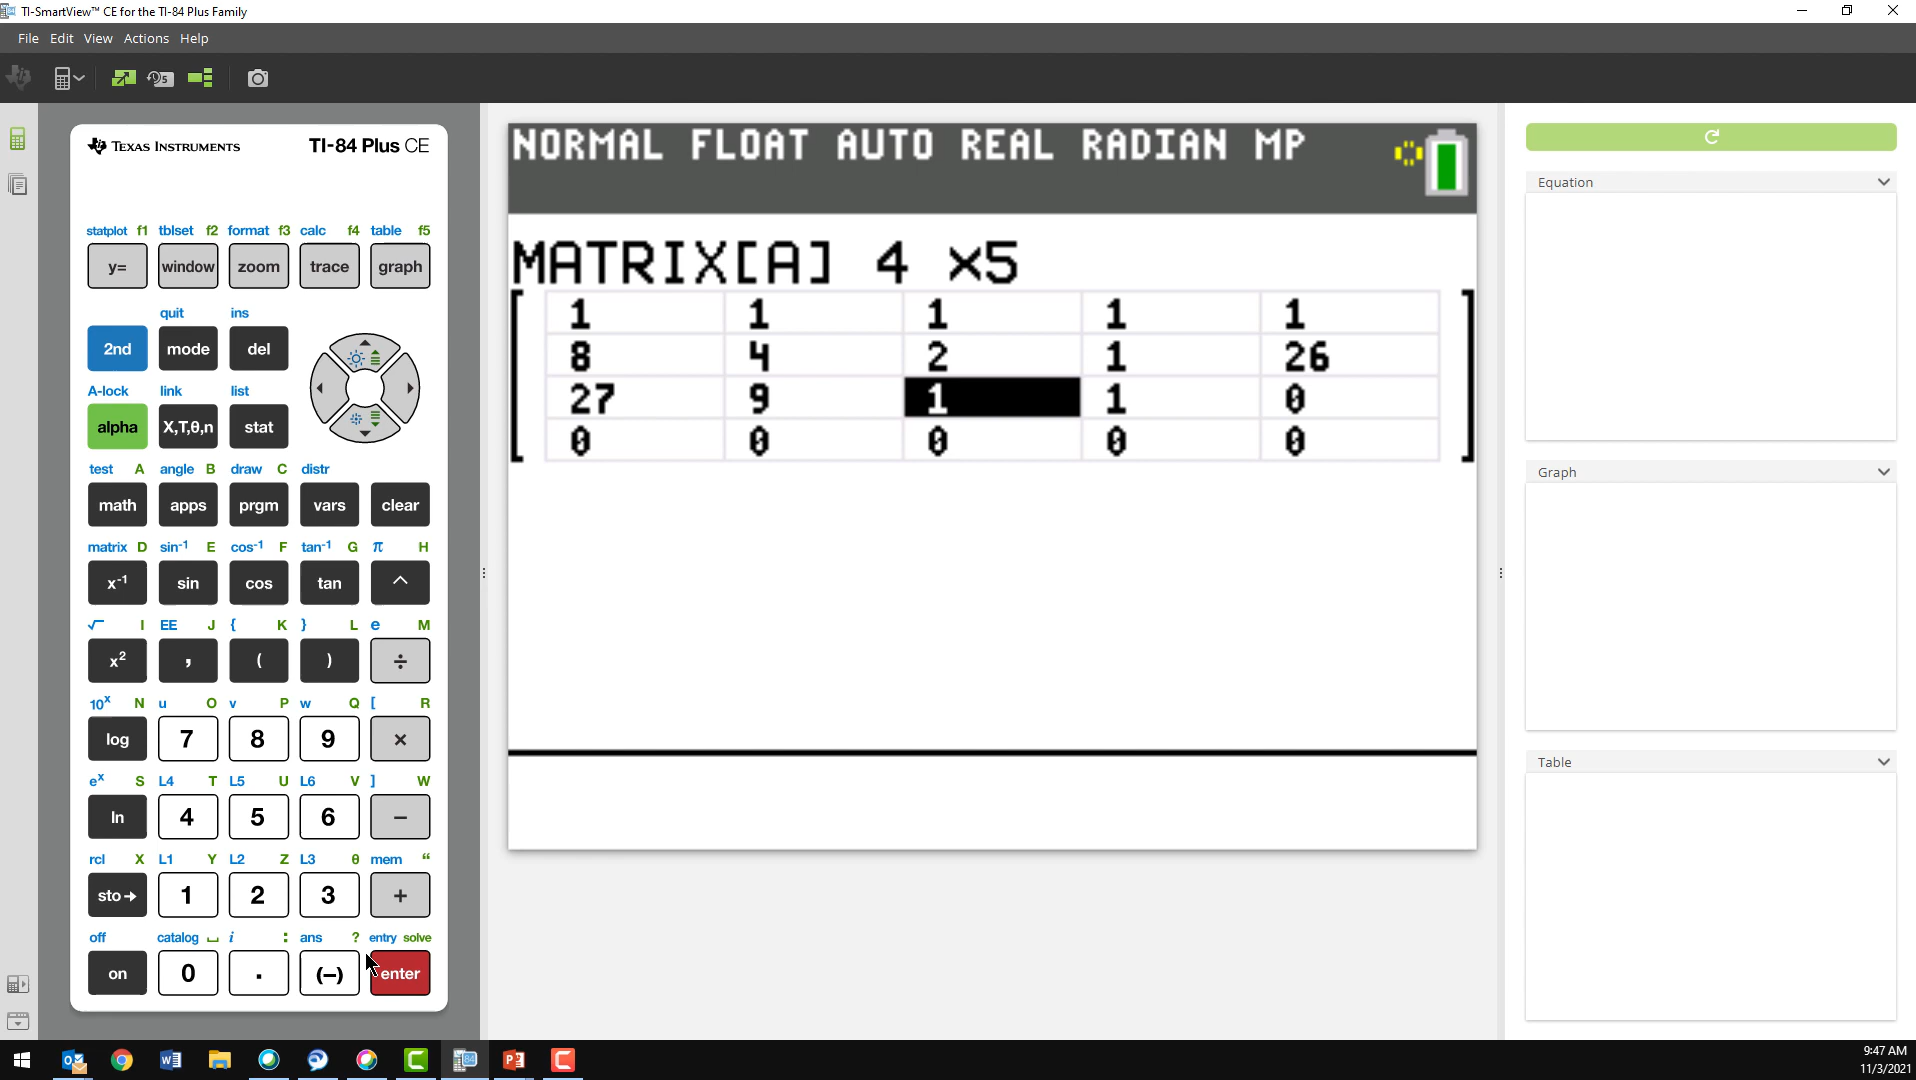 TI-SmartView™ CE for the TI-84 Plus Family
File Edit View Actions Help
TEXAS INSTRUMENTS TI-84 Plus CE
statplot f1 tblset f2 format f3 calc f4 table f5
y= window zoom trace graph
quit ins
2nd mode del
A-lock link list
alpha X,T,θ,n stat
test A angle B draw C distr
math apps prgm vars clear
matrix D sin⁻¹ E cos⁻¹ F tan⁻¹ G π H
x⁻¹ sin cos tan ^
√ I EE J { K } L e M
x² , ( ) ÷
10ˣ N u O v P w Q [ R
log 7 8 9 ×
eˣ S L4 T L5 U L6 V ] W
ln 4 5 6 −
rcl X L1 Y L2 Z L3 θ mem “
sto→ 1 2 3 +
off catalog ⎵ i : ans ? entry solve
on 0 . (−) enter
NORMAL FLOAT AUTO REAL RADIAN MP
MATRIX[A] 4 ×5
1 1 1 1 1
8 4 2 1 26
27 9 1 1 0
0 0 0 0 0
Equation
Graph
Table
9:47 AM
11/3/2021